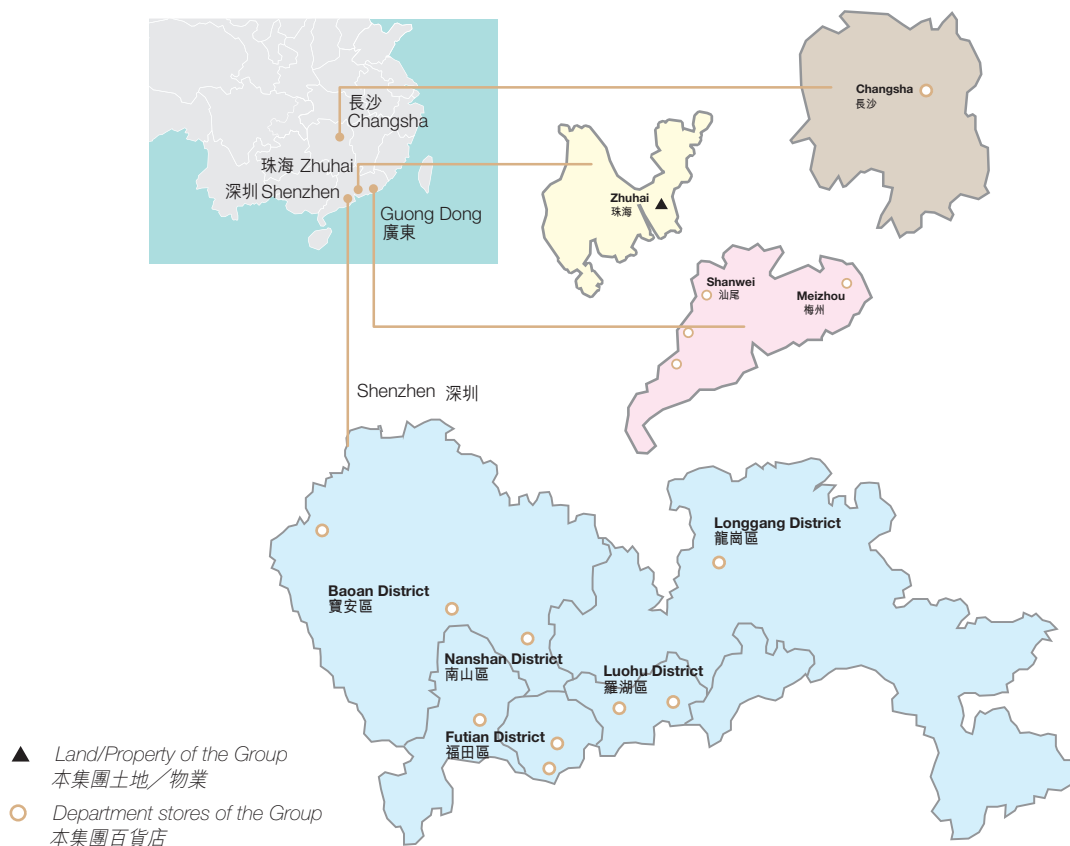 長沙
Changsha
珠海 Zhuhai
深圳 Shenzhen
Guong Dong
廣東
Changsha
長沙
Zhuhai
珠海
Shanwei
汕尾
Meizhou
梅州
Shenzhen 深圳
Longgang District
龍崗區
Baoan District
寶安區
Nanshan District
南山區
Luohu District
羅湖區
Futian District
福田區
Land/Property of the Group
本集團土地／物業
Department stores of the Group
本集團百貨店